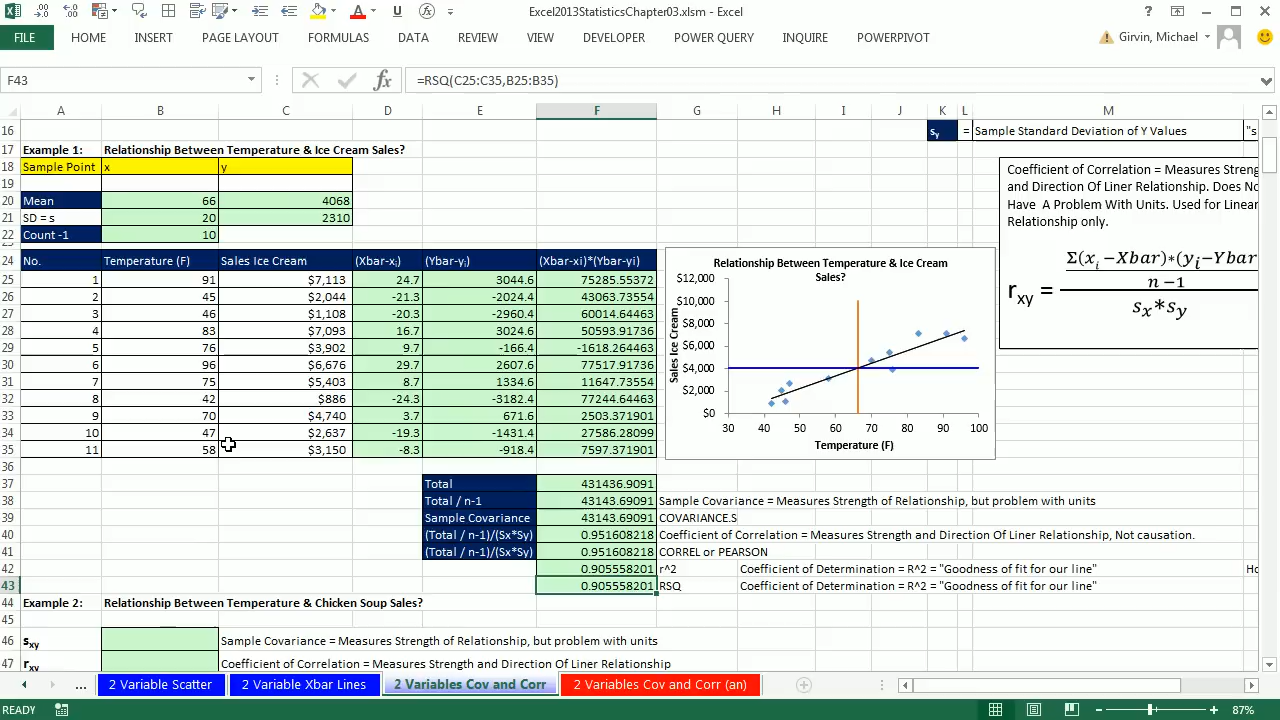 Excel2013StatisticsChapter03.xlsm - Excel
FILE HOME INSERT PAGE LAYOUT FORMULAS DATA REVIEW VIEW DEVELOPER POWER QUERY INQUIRE POWERPIVOT Girvin, Michael
F43 fx =RSQ(C25:C35,B25:B35)
A B C D E F G H I J K L M
16 sy = Sample Standard Deviation of Y Values "s
17 Example 1: Relationship Between Temperature & Ice Cream Sales?
18 Sample Point x y
19
20 Mean 66 4068
21 SD = s 20 2310
22 Count -1 10
24 No. Temperature (F) Sales Ice Cream (Xbar-xi) (Ybar-yi) (Xbar-xi)*(Ybar-yi)
25 1 91 $7,113 24.7 3044.6 75285.55372
26 2 45 $2,044 -21.3 -2024.4 43063.73554
27 3 46 $1,108 -20.3 -2960.4 60014.64463
28 4 83 $7,093 16.7 3024.6 50593.91736
29 5 76 $3,902 9.7 -166.4 -1618.264463
30 6 96 $6,676 29.7 2607.6 77517.91736
31 7 75 $5,403 8.7 1334.6 11647.73554
32 8 42 $886 -24.3 -3182.4 77244.64463
33 9 70 $4,740 3.7 671.6 2503.371901
34 10 47 $2,637 -19.3 -1431.4 27586.28099
35 11 58 $3,150 -8.3 -918.4 7597.371901
Relationship Between Temperature & Ice Cream
Sales?
Sales Ice Cream
$12,000
$10,000
$8,000
$6,000
$4,000
$2,000
$0
30 40 50 60 70 80 90 100
Temperature (F)
Coefficient of Correlation = Measures Streng
and Direction Of Liner Relationship. Does No
Have A Problem With Units. Used for Linear
Relationship only.
Σ(xi−Xbar)*(yi−Ybar
n−1
rxy =
sx*sy
36
37 Total 431436.9091
38 Total / n-1 43143.69091 Sample Covariance = Measures Strength of Relationship, but problem with units
39 Sample Covariance 43143.69091 COVARIANCE.S
40 (Total / n-1)/(Sx*Sy) 0.951608218 Coefficient of Correlation = Measures Strength and Direction Of Liner Relationship, Not causation.
41 (Total / n-1)/(Sx*Sy) 0.951608218 CORREL or PEARSON
42 0.905558201 r^2 Coefficient of Determination = R^2 = "Goodness of fit for our line" Ho
43 0.905558201 RSQ Coefficient of Determination = R^2 = "Goodness of fit for our line"
44 Example 2: Relationship Between Temperature & Chicken Soup Sales?
45
46 sxy Sample Covariance = Measures Strength of Relationship, but problem with units
47 rxy Coefficient of Correlation = Measures Strength and Direction Of Liner Relationship
... 2 Variable Scatter 2 Variable Xbar Lines 2 Variables Cov and Corr 2 Variables Cov and Corr (an)
READY 87%